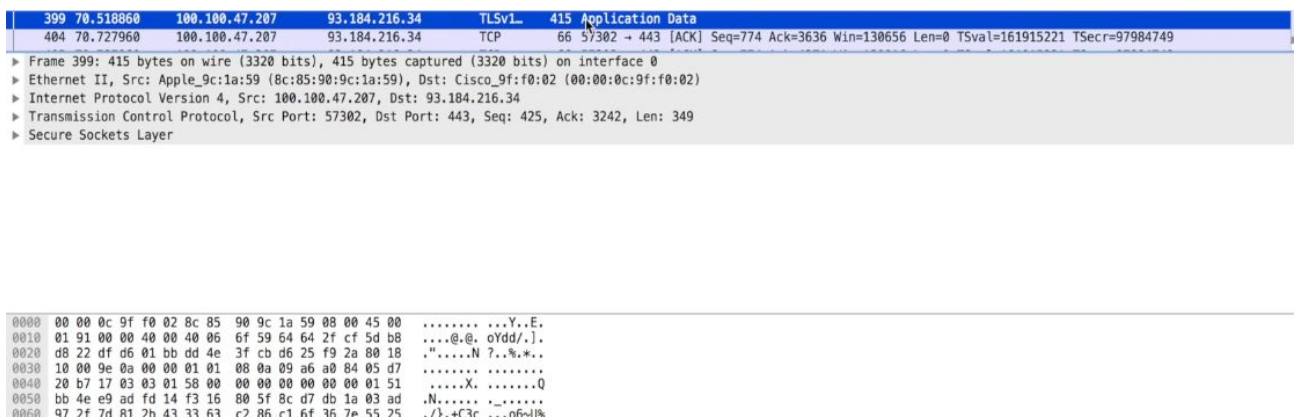 399 70.518860 100.100.47.207 93.184.216.34 TLSv1… 415 Application Data
404 70.727960 100.100.47.207 93.184.216.34 TCP 66 57302 → 443 [ACK] Seq=774 Ack=3636 Win=130656 Len=0 TSval=161915221 TSecr=97984749
Frame 399: 415 bytes on wire (3320 bits), 415 bytes captured (3320 bits) on interface 0
Ethernet II, Src: Apple_9c:1a:59 (8c:85:90:9c:1a:59), Dst: Cisco_9f:f0:02 (00:00:0c:9f:f0:02)
Internet Protocol Version 4, Src: 100.100.47.207, Dst: 93.184.216.34
Transmission Control Protocol, Src Port: 57302, Dst Port: 443, Seq: 425, Ack: 3242, Len: 349
Secure Sockets Layer
0000 00 00 0c 9f f0 02 8c 85 90 9c 1a 59 08 00 45 00 ........ ...Y..E.
0010 01 91 00 00 40 00 40 06 6f 59 64 64 2f cf 5d b8 ....@.@. oYdd/.].
0020 d8 22 df d6 01 bb dd 4e 3f cb d6 25 f9 2a 80 18 .".....N ?..%.*..
0030 10 00 9e 0a 00 00 01 01 08 0a 09 a6 a0 84 05 d7 ........ ........
0040 20 b7 17 03 03 01 58 00 00 00 00 00 00 00 01 51 .....X. .......Q
0050 bb 4e e9 ad fd 14 f3 16 80 5f 8c d7 db 1a 03 ad .N...... ._......
0060 97 2f 7d 81 2b 43 33 63 c2 86 c1 6f 36 7e 55 25 ./}.+C3c ...o6~U%